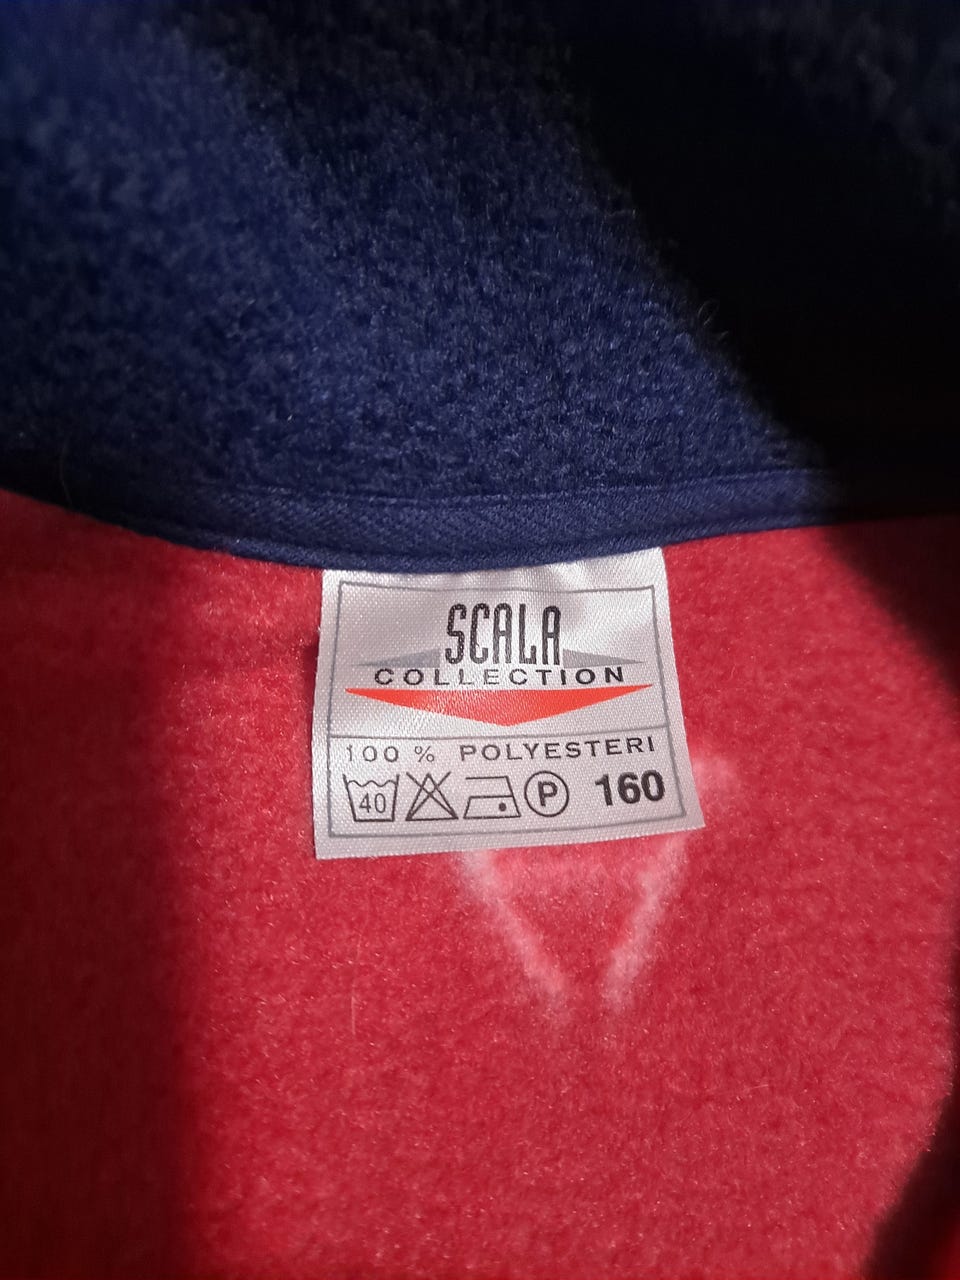 SCALA
COLLECTION
100 % POLYESTERI
40 P 160